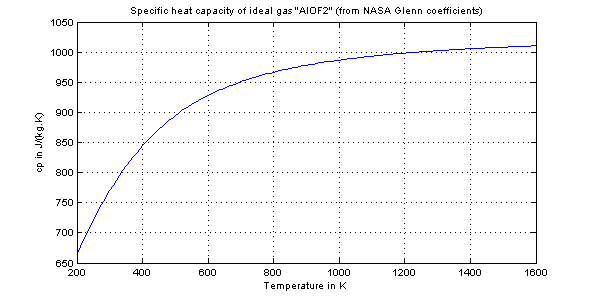 Specific heat capacity of ideal gas "AlOF2" (from NASA Glenn coefficients)
1050
1000
950
900
850
800
750
700
650
cp in J/(kg.K)
200 400 600 800 1000 1200 1400 1600
Temperature in K